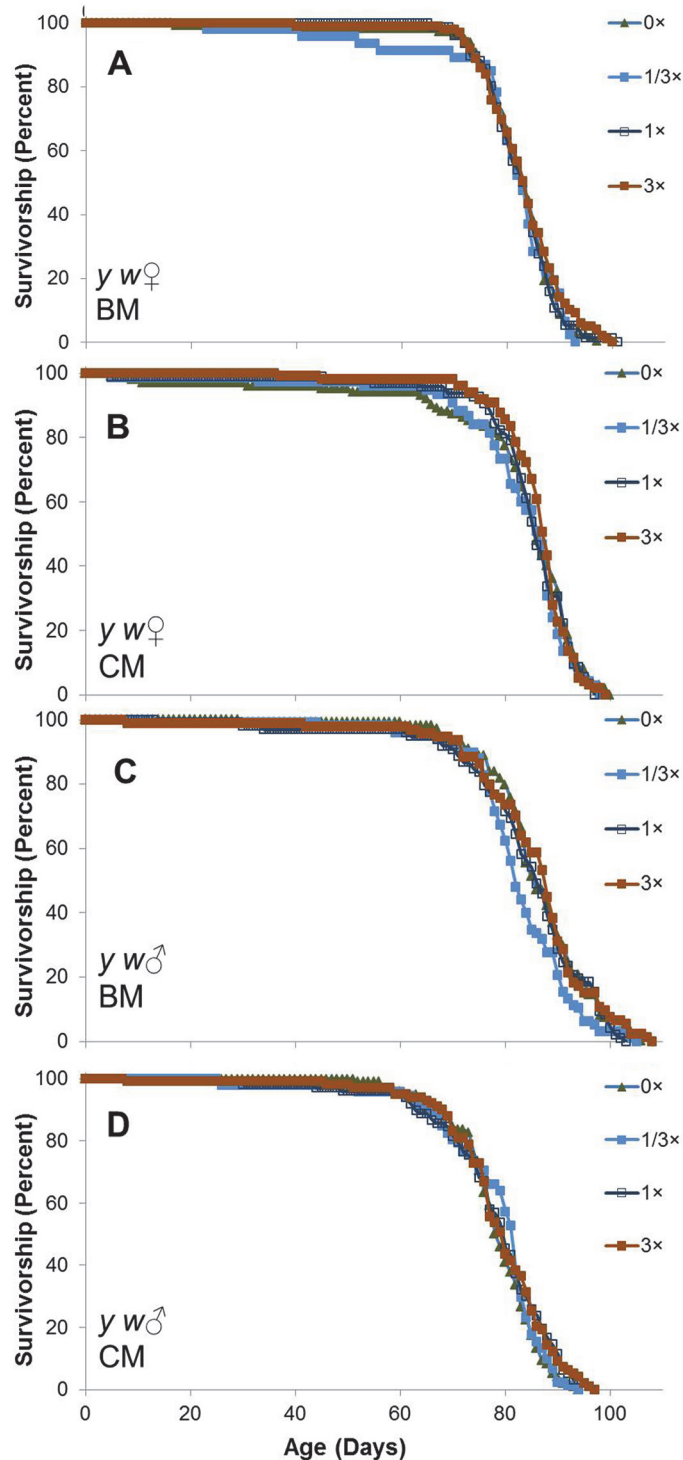 A
Survivorship (Percent)
100
80
60
40
20
0
0×
1/3×
1×
3×
y w♀
BM
B
Survivorship (Percent)
100
80
60
40
20
0
0×
1/3×
1×
3×
y w♀
CM
C
Survivorship (Percent)
100
80
60
40
20
0
0×
1/3×
1×
3×
y w♂
BM
D
Survivorship (Percent)
100
80
60
40
20
0
0×
1/3×
1×
3×
y w♂
CM
0 20 40 60 80 100
Age (Days)